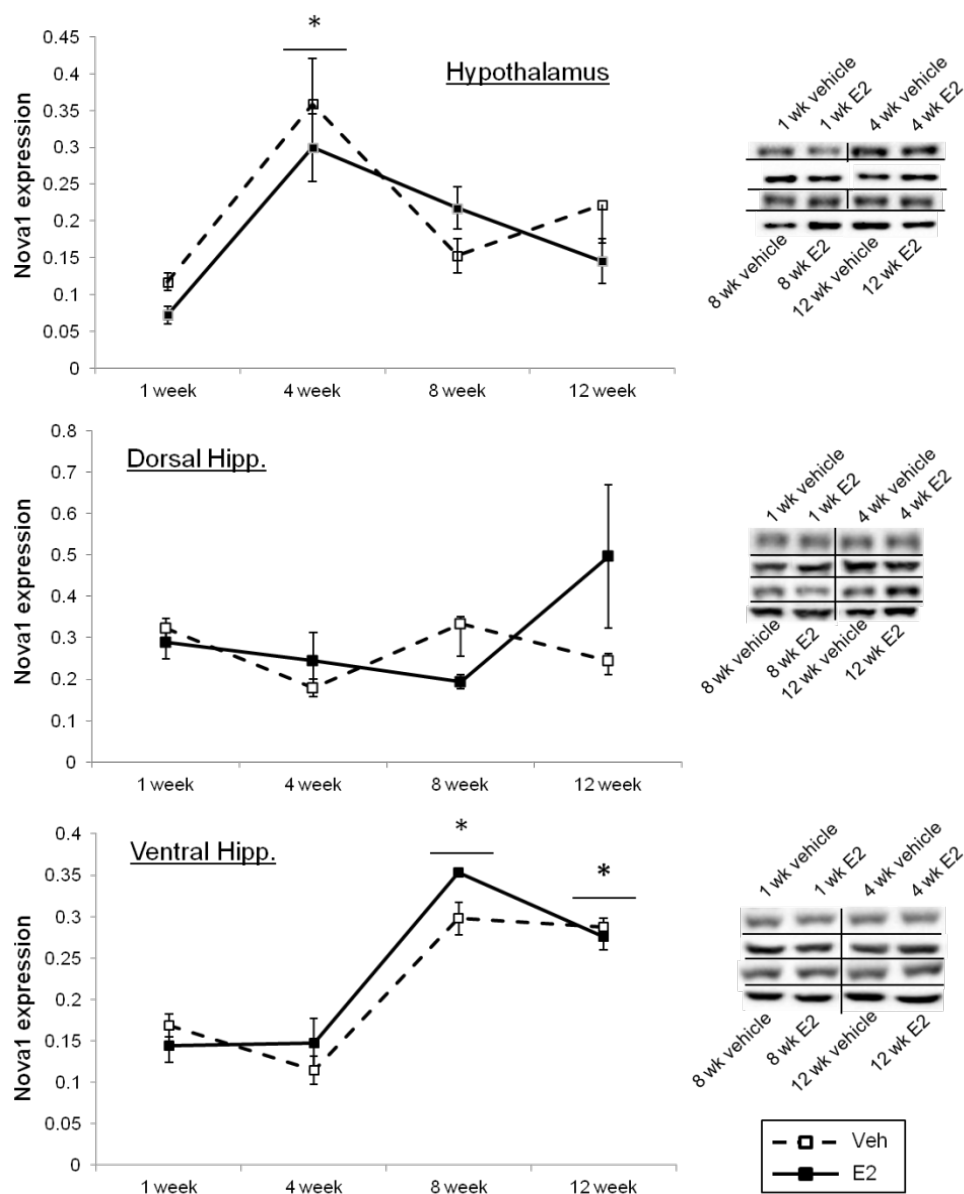 *
0.45
0.4
0.35
0.3
0.25
0.2
0.15
0.1
0.05
0
Nova1 expression
Hypothalamus
1 week 4 week 8 week 12 week
1 wk vehicle 1 wk E2 4 wk vehicle 4 wk E2
8 wk vehicle 8 wk E2 12 wk vehicle 12 wk E2
0.8
0.7
0.6
0.5
0.4
0.3
0.2
0.1
0
Nova1 expression
Dorsal Hipp.
1 week 4 week 8 week 12 week
1 wk vehicle 1 wk E2 4 wk vehicle 4 wk E2
8 wk vehicle 8 wk E2 12 wk vehicle 12 wk E2
0.4
0.35
0.3
0.25
0.2
0.15
0.1
0.05
0
Nova1 expression
Ventral Hipp.
*
*
1 week 4 week 8 week 12 week
1 wk vehicle 1 wk E2 4 wk vehicle 4 wk E2
8 wk vehicle 8 wk E2 12 wk vehicle 12 wk E2
Veh
E2